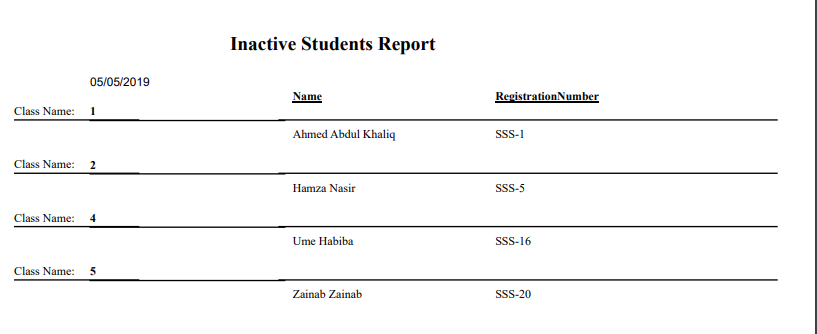 Inactive Students Report
05/05/2019
Name RegistrationNumber
Class Name: 1
Ahmed Abdul Khaliq SSS-1
Class Name: 2
Hamza Nasir SSS-5
Class Name: 4
Ume Habiba SSS-16
Class Name: 5
Zainab Zainab SSS-20